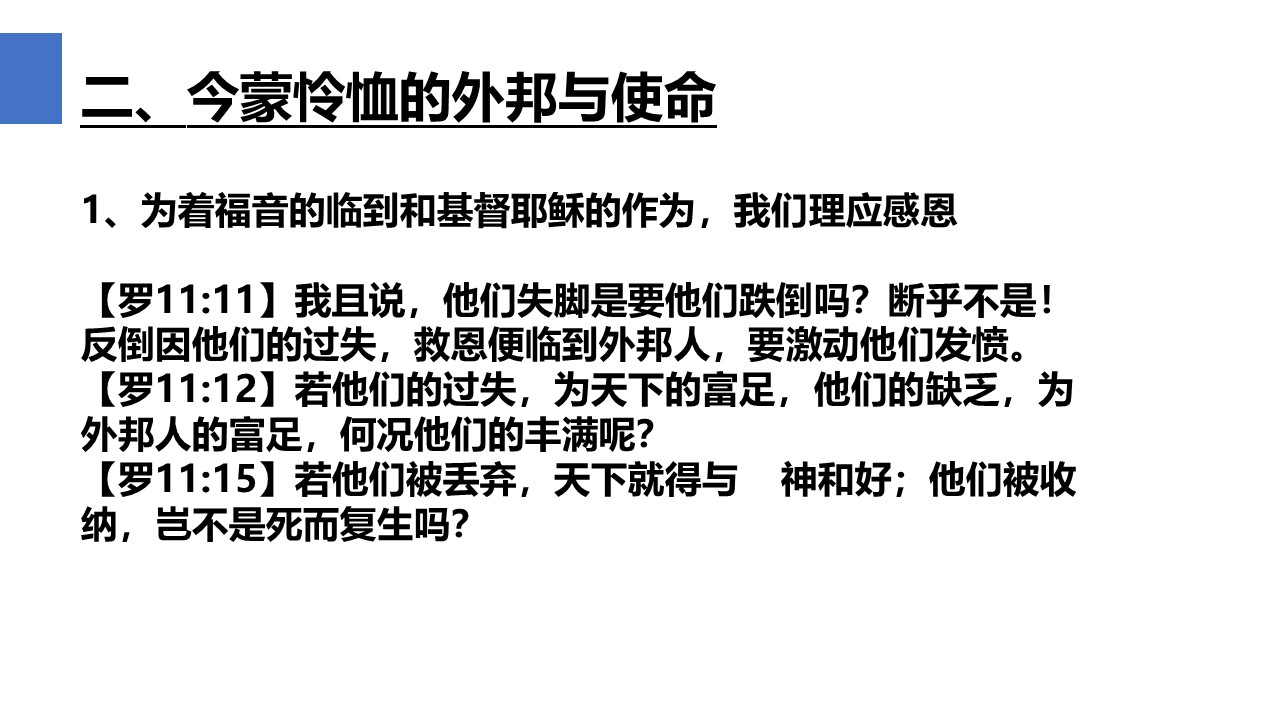 二、今蒙怜恤的外邦与使命
1、为着福音的临到和基督耶稣的作为，我们理应感恩
【罗11:11】我且说，他们失脚是要他们跌倒吗？断乎不是！
反倒因他们的过失，救恩便临到外邦人，要激动他们发愤。
【罗11:12】若他们的过失，为天下的富足，他们的缺乏，为
外邦人的富足，何况他们的丰满呢？
【罗11:15】若他们被丢弃，天下就得与　神和好；他们被收
纳，岂不是死而复生吗？